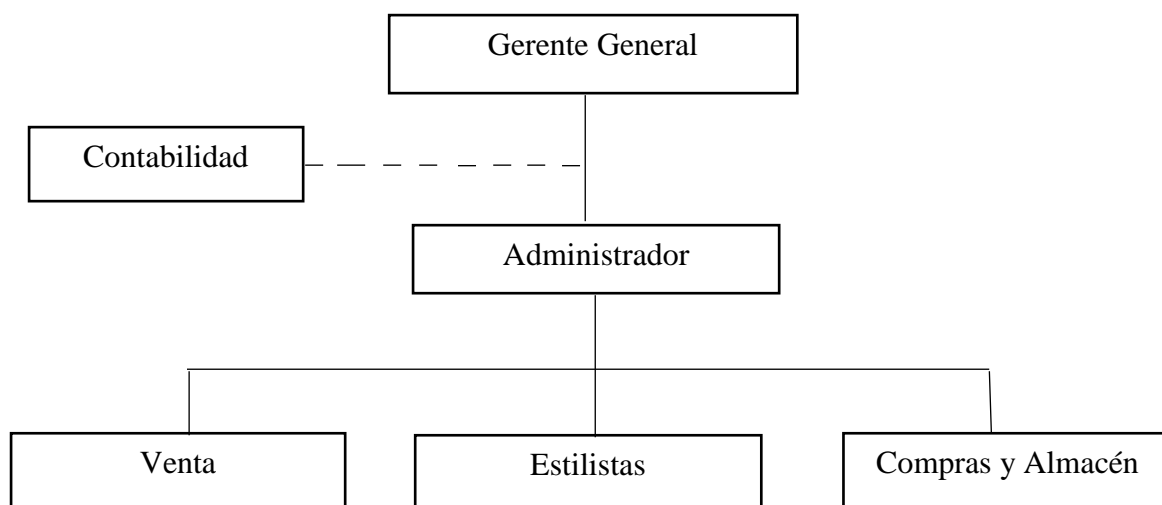 Gerente General
Contabilidad
Administrador
Venta
Estilistas
Compras y Almacén